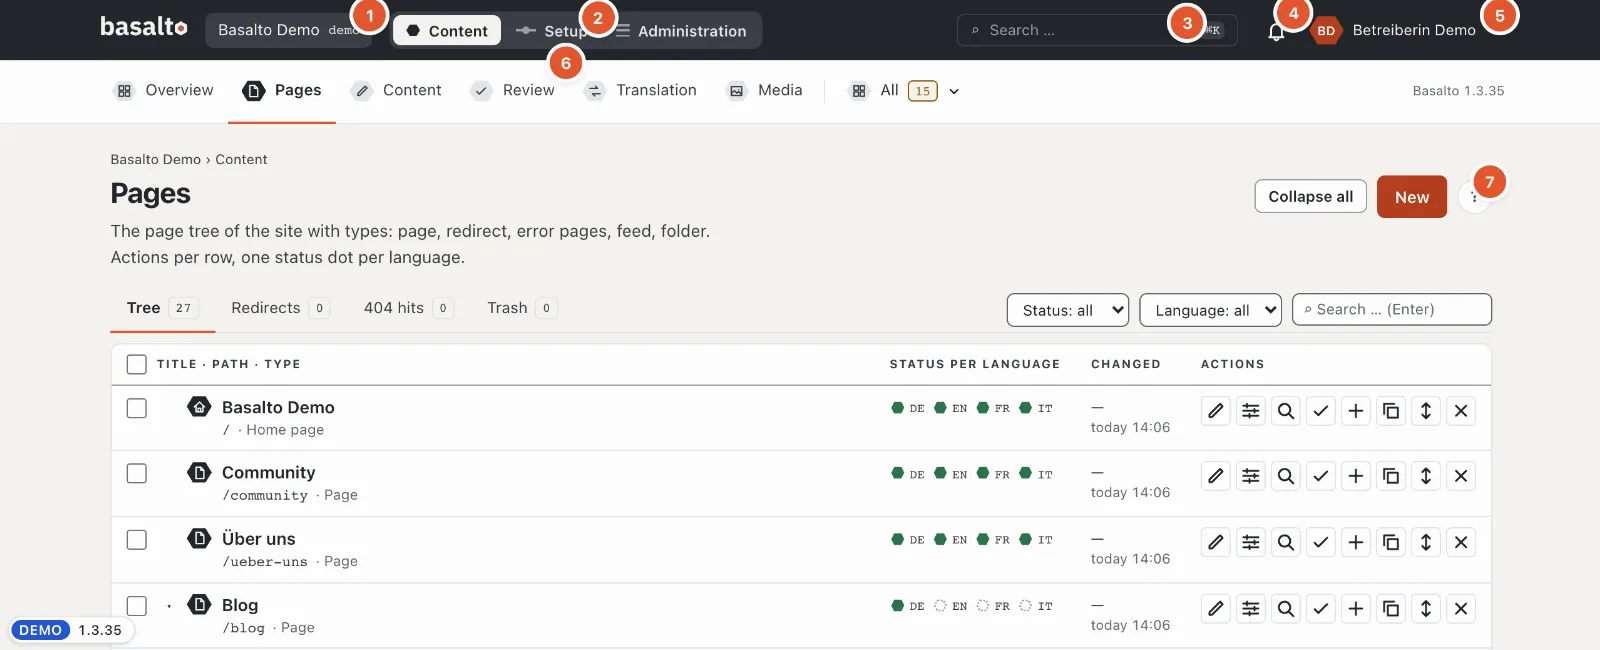 basalto Basalto Demo demo 1 Content Setup 2 Administration Search ... 3 ⌘K 4 BD Betreiberin Demo 5
6
Overview Pages Content Review Translation Media All 15 Basalto 1.3.35
Basalto Demo › Content
Pages
Collapse all New 7
The page tree of the site with types: page, redirect, error pages, feed, folder.
Actions per row, one status dot per language.
Tree 27 Redirects 0 404 hits 0 Trash 0 Status: all Language: all Search ... (Enter)
TITLE · PATH · TYPE STATUS PER LANGUAGE CHANGED ACTIONS
Basalto Demo DE EN FR IT —
/ · Home page today 14:06
Community DE EN FR IT —
/community · Page today 14:06
Über uns DE EN FR IT —
/ueber-uns · Page today 14:06
Blog DE EN FR IT —
/blog · Page today 14:06
DEMO 1.3.35